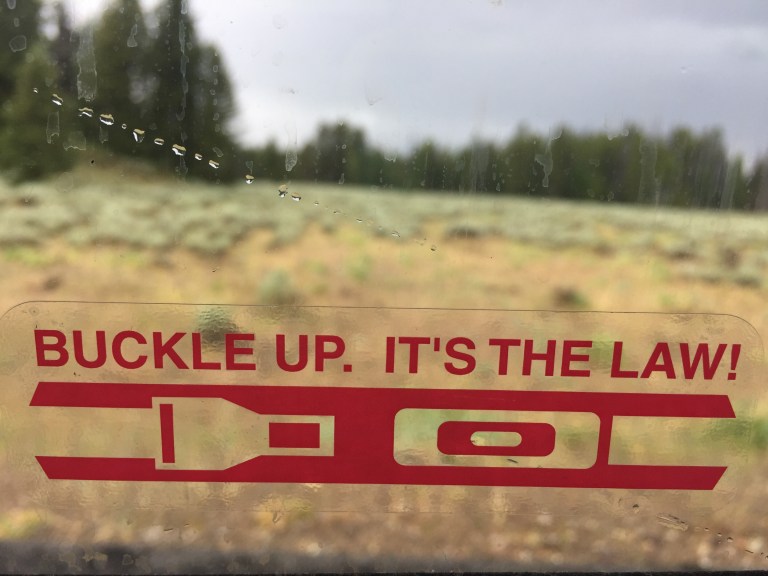 BUCKLE UP. IT'S THE LAW!